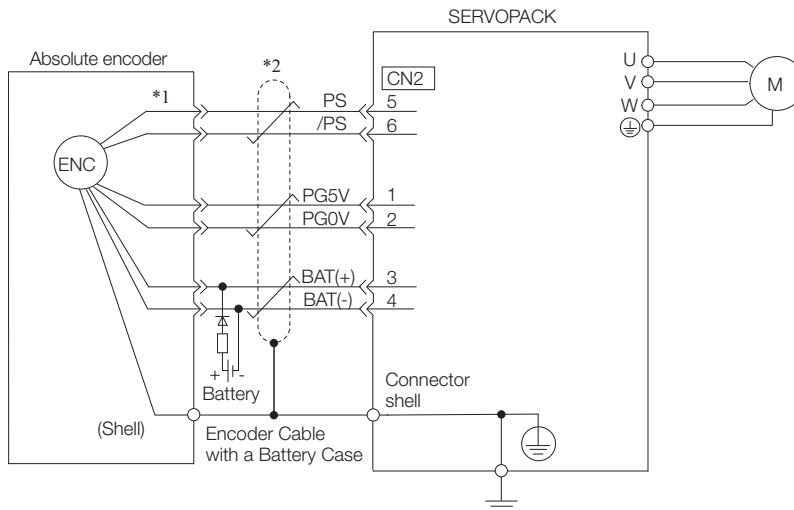 SERVOPACK
Absolute encoder
*2
CN2
U
V
W
M
*1
PS
5
/PS
6
ENC
PG5V
1
PG0V
2
BAT(+)
3
BAT(-)
4
+
-
Battery
Connector
shell
(Shell)
Encoder Cable
with a Battery Case